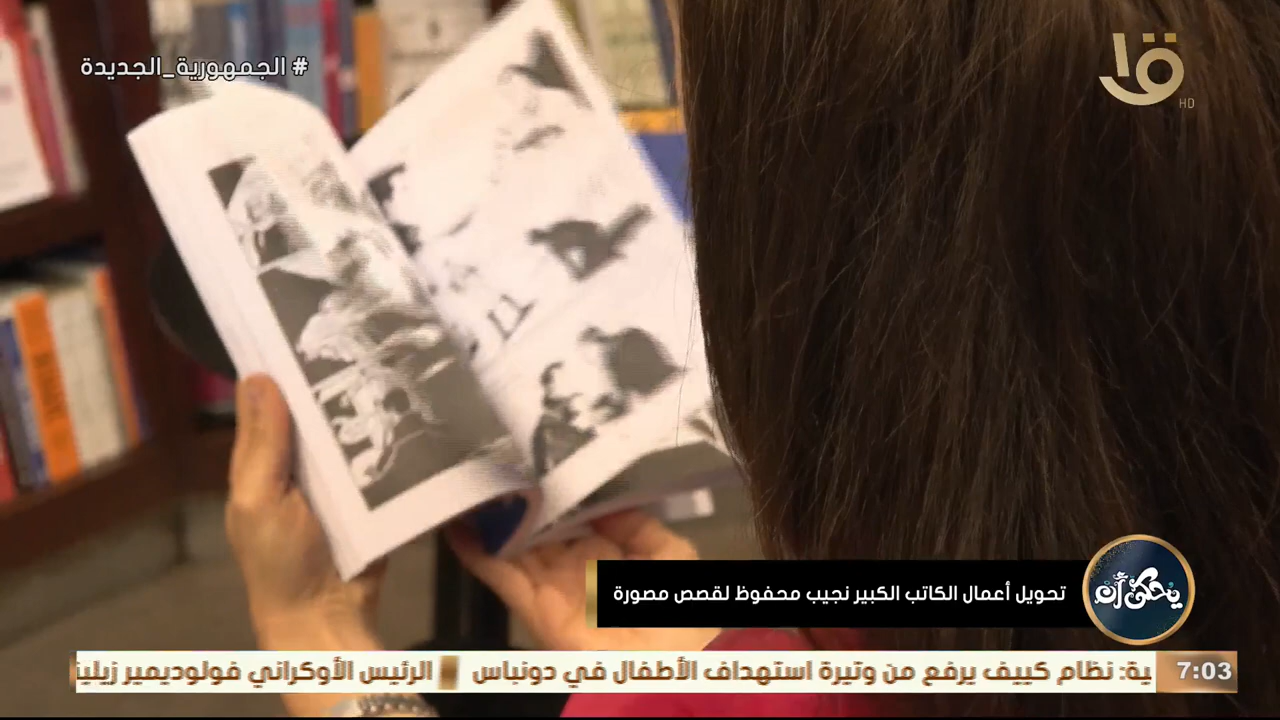 #الجمهورية_الجديدة
HD
تحويل أعمال الكاتب الكبير نجيب محفوظ لقصص مصورة
يحكى أن
ية: نظام كييف يرفع من وتيرة استهداف الأطفال في دونباس الرئيس الأوكراني فولوديمير زيلين
7:03